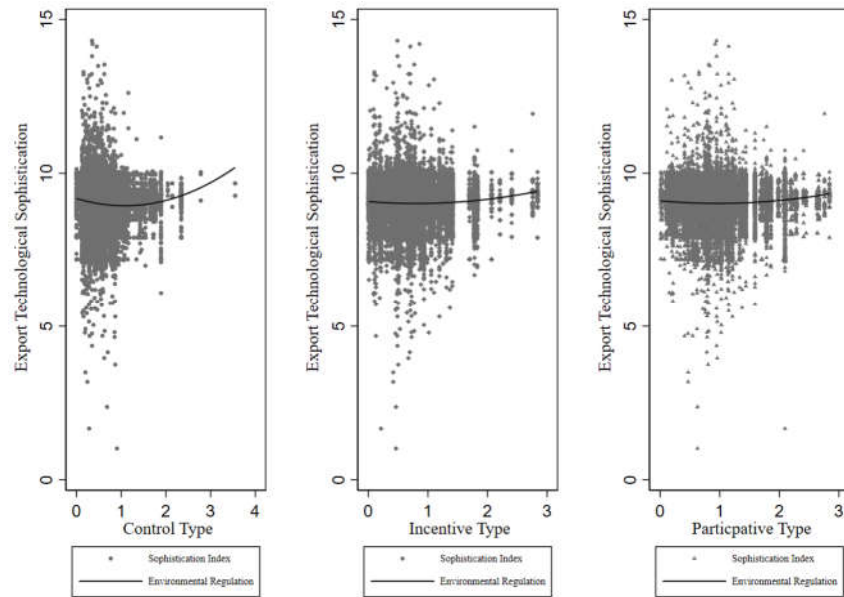 15
10
5
0
Export Technological Sophistication
0 1 2 3 4
Control Type
Sophistication Index
Environmental Regulation
15
10
5
0
Export Technological Sophistication
0 1 2 3
Incentive Type
Sophistication Index
Environmental Regulation
15
10
5
0
Export Technological Sophistication
0 1 2 3
Particpative Type
Sophistication Index
Environmental Regulation